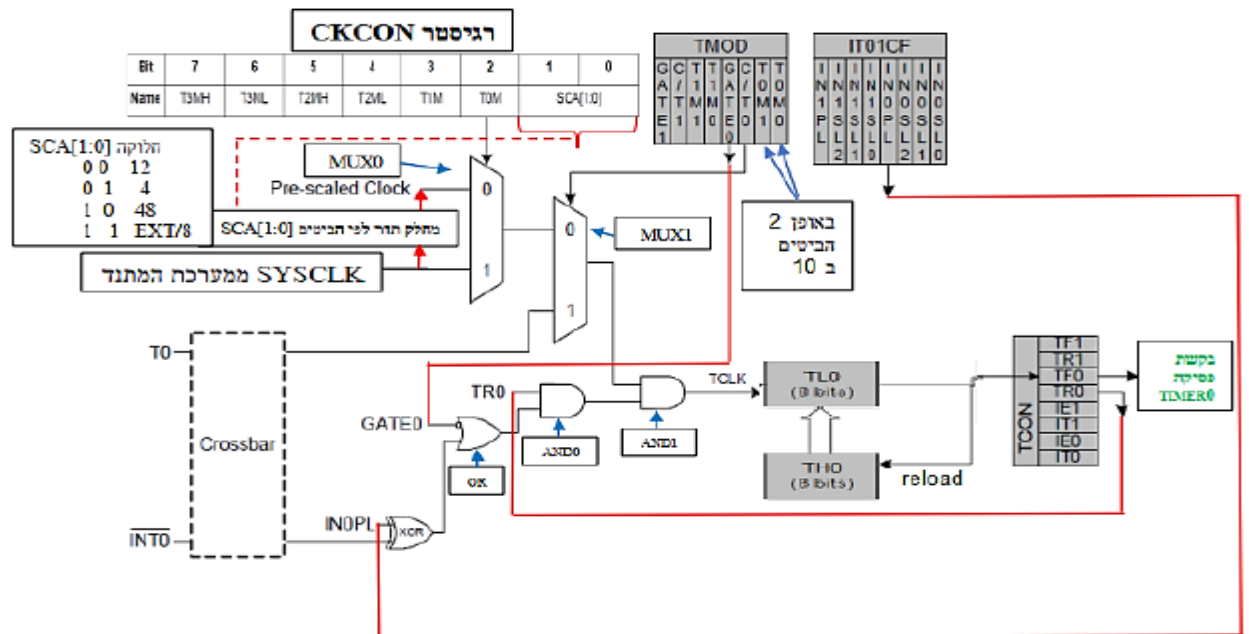 רגיסטר CKCON
Bit 7 6 5 4 3 2 1 0
Name T3MH T3ML T2MH T2ML T1M T0M SCA[1:0]
TMOD
GATE1 C/T1 T1M1 T1M0 GATE0 C/T0 T0M1 T0M0
IT01CF
IN1PL IN1SL2 IN1SL1 IN1SL0 IN0PL IN0SL2 IN0SL1 IN0SL0
SCA[1:0] חלוקה
0 0 12
0 1 4
1 0 48
1 1 EXT/8
MUX0
Pre-scaled Clock
מחלק תדר לפי הביטים SCA[1:0]
SYSCLK ממערכת המתנד
0
1
0
1
MUX1
באופן 2
הביטים
ב 10
T0
Crossbar
INT0
GATE0
TR0
IN0PL
XOR
OR
AND0
AND1
TCLK
TL0
(8 bits)
TH0
(8 bits)
reload
TCON
TF1
TR1
TF0
TR0
IE1
IT1
IE0
IT0
בקשת
פסיקה
TIMER0